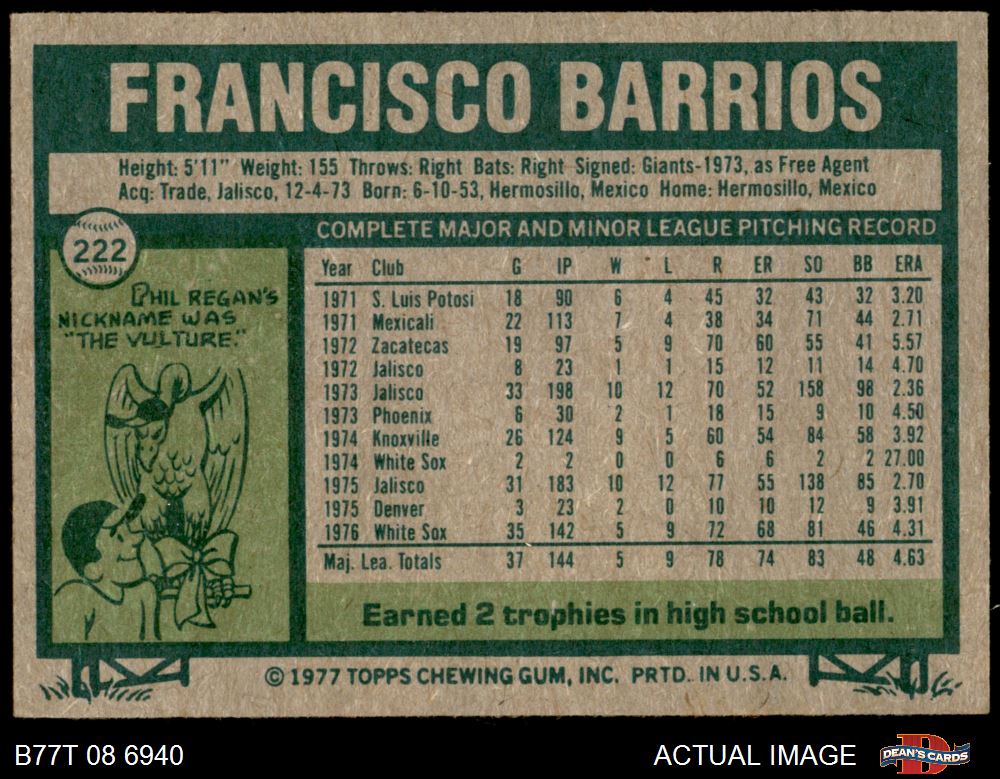 FRANCISCO BARRIOS
Height: 5'11" Weight: 155 Throws: Right Bats: Right Signed: Giants-1973, as Free Agent
Acq: Trade, Jalisco, 12-4-73 Born: 6-10-53, Hermosillo, Mexico Home: Hermosillo, Mexico
222
PHIL REGAN'S
NICKNAME WAS
"THE VULTURE."
COMPLETE MAJOR AND MINOR LEAGUE PITCHING RECORD
Year Club G IP W L R ER SO BB ERA
1971 S. Luis Potosi 18 90 6 4 45 32 43 32 3.20
1971 Mexicali 22 113 7 4 38 34 71 44 2.71
1972 Zacatecas 19 97 5 9 70 60 55 41 5.57
1972 Jalisco 8 23 1 1 15 12 11 14 4.70
1973 Jalisco 33 198 10 12 70 52 158 98 2.36
1973 Phoenix 6 30 2 1 18 15 9 10 4.50
1974 Knoxville 26 124 9 5 60 54 84 58 3.92
1974 White Sox 2 2 0 0 6 6 2 2 27.00
1975 Jalisco 31 183 10 12 77 55 138 85 2.70
1975 Denver 3 23 2 0 10 10 12 9 3.91
1976 White Sox 35 142 5 9 72 68 81 46 4.31
Maj. Lea. Totals 37 144 5 9 78 74 83 48 4.63
Earned 2 trophies in high school ball.
© 1977 TOPPS CHEWING GUM, INC. PRTD. IN U.S.A.
B77T 08 6940
ACTUAL IMAGE
DEAN'S CARDS